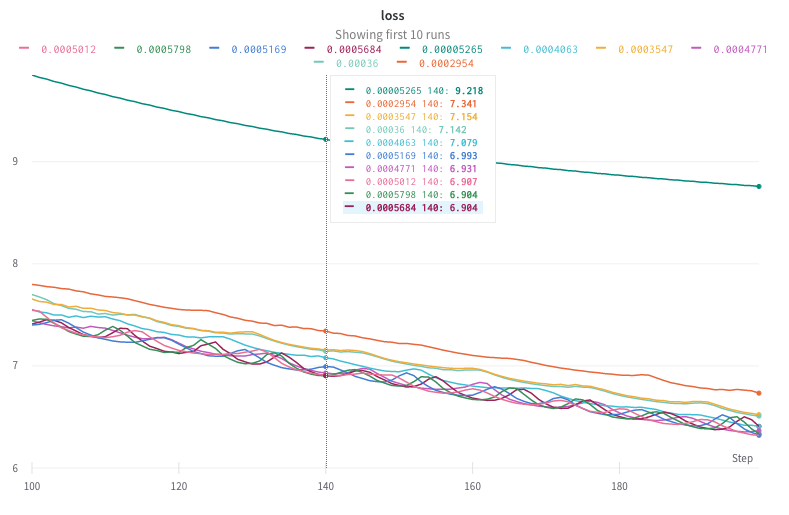 loss
Showing first 10 runs
0.0005012 0.0005798 0.0005169 0.0005684 0.00005265 0.0004063 0.0003547 0.0004771
0.00036 0.0002954
0.00005265 140: 9.218
0.0002954 140: 7.341
0.0003547 140: 7.154
0.00036 140: 7.142
0.0004063 140: 7.079
0.0005169 140: 6.993
0.0004771 140: 6.931
0.0005012 140: 6.907
0.0005798 140: 6.904
0.0005684 140: 6.904
9
8
7
6
Step
100 120 140 160 180